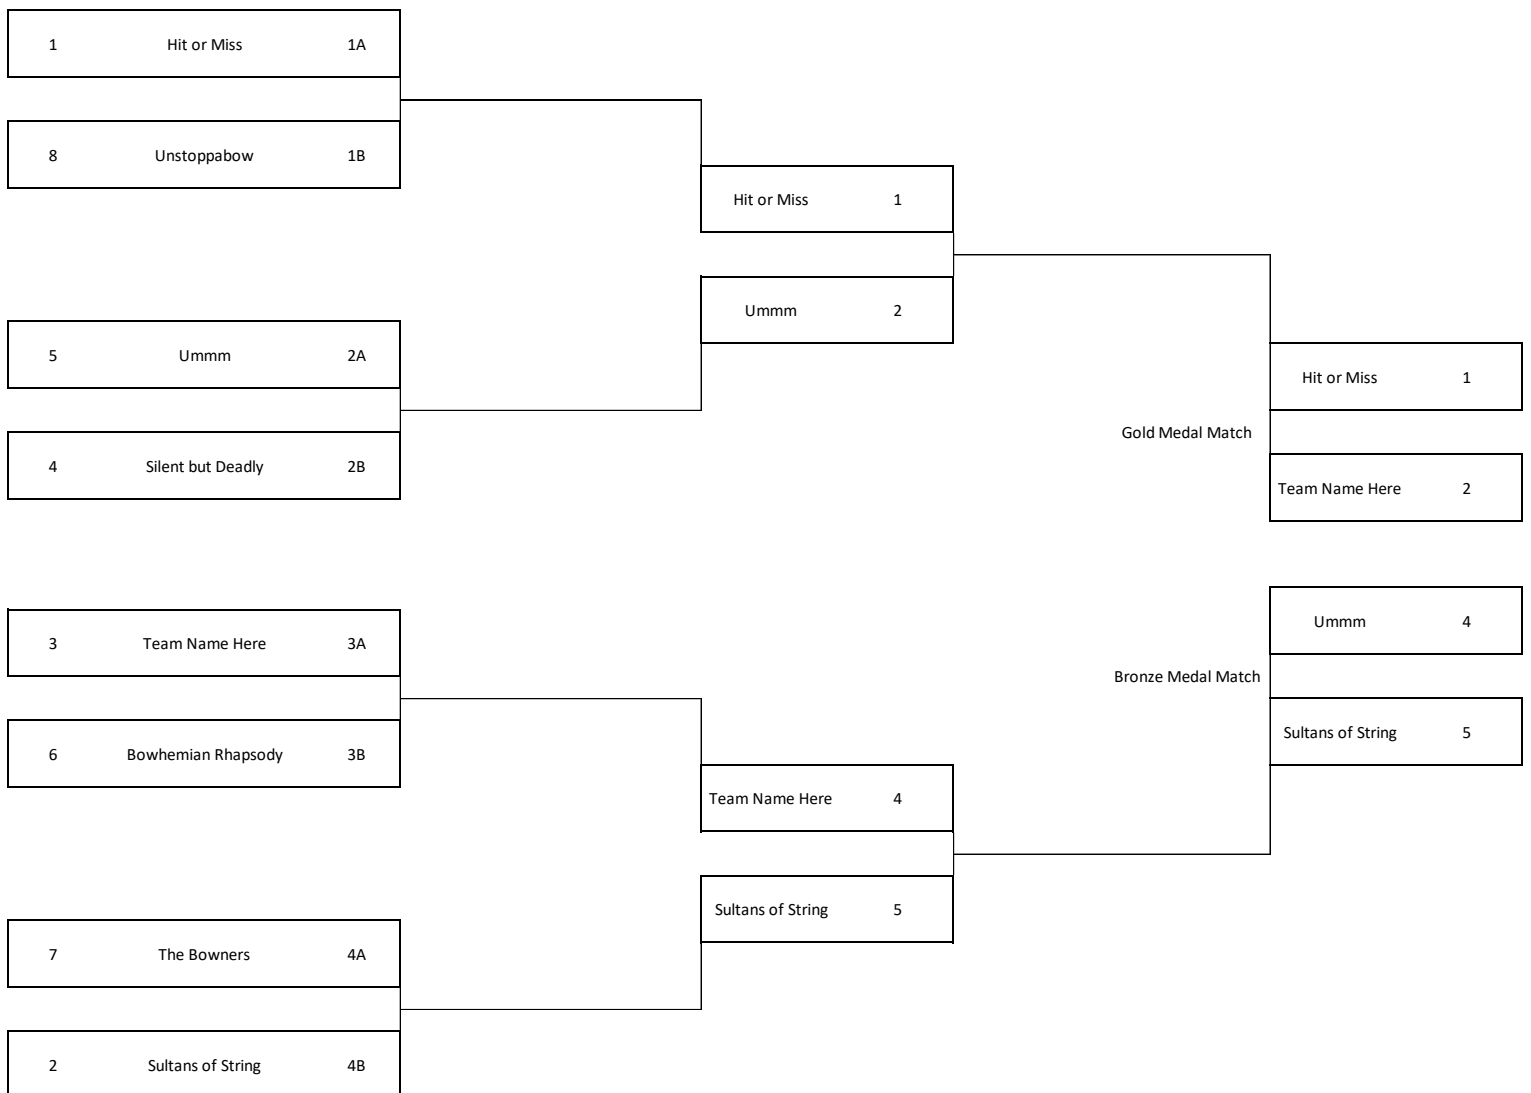 1 Hit or Miss 1A
8 Unstoppabow 1B
Hit or Miss 1
Ummm 2
5 Ummm 2A
4 Silent but Deadly 2B
Hit or Miss 1
Gold Medal Match
Team Name Here 2
3 Team Name Here 3A
6 Bowhemian Rhapsody 3B
Ummm 4
Bronze Medal Match
Sultans of String 5
Team Name Here 4
Sultans of String 5
7 The Bowners 4A
2 Sultans of String 4B